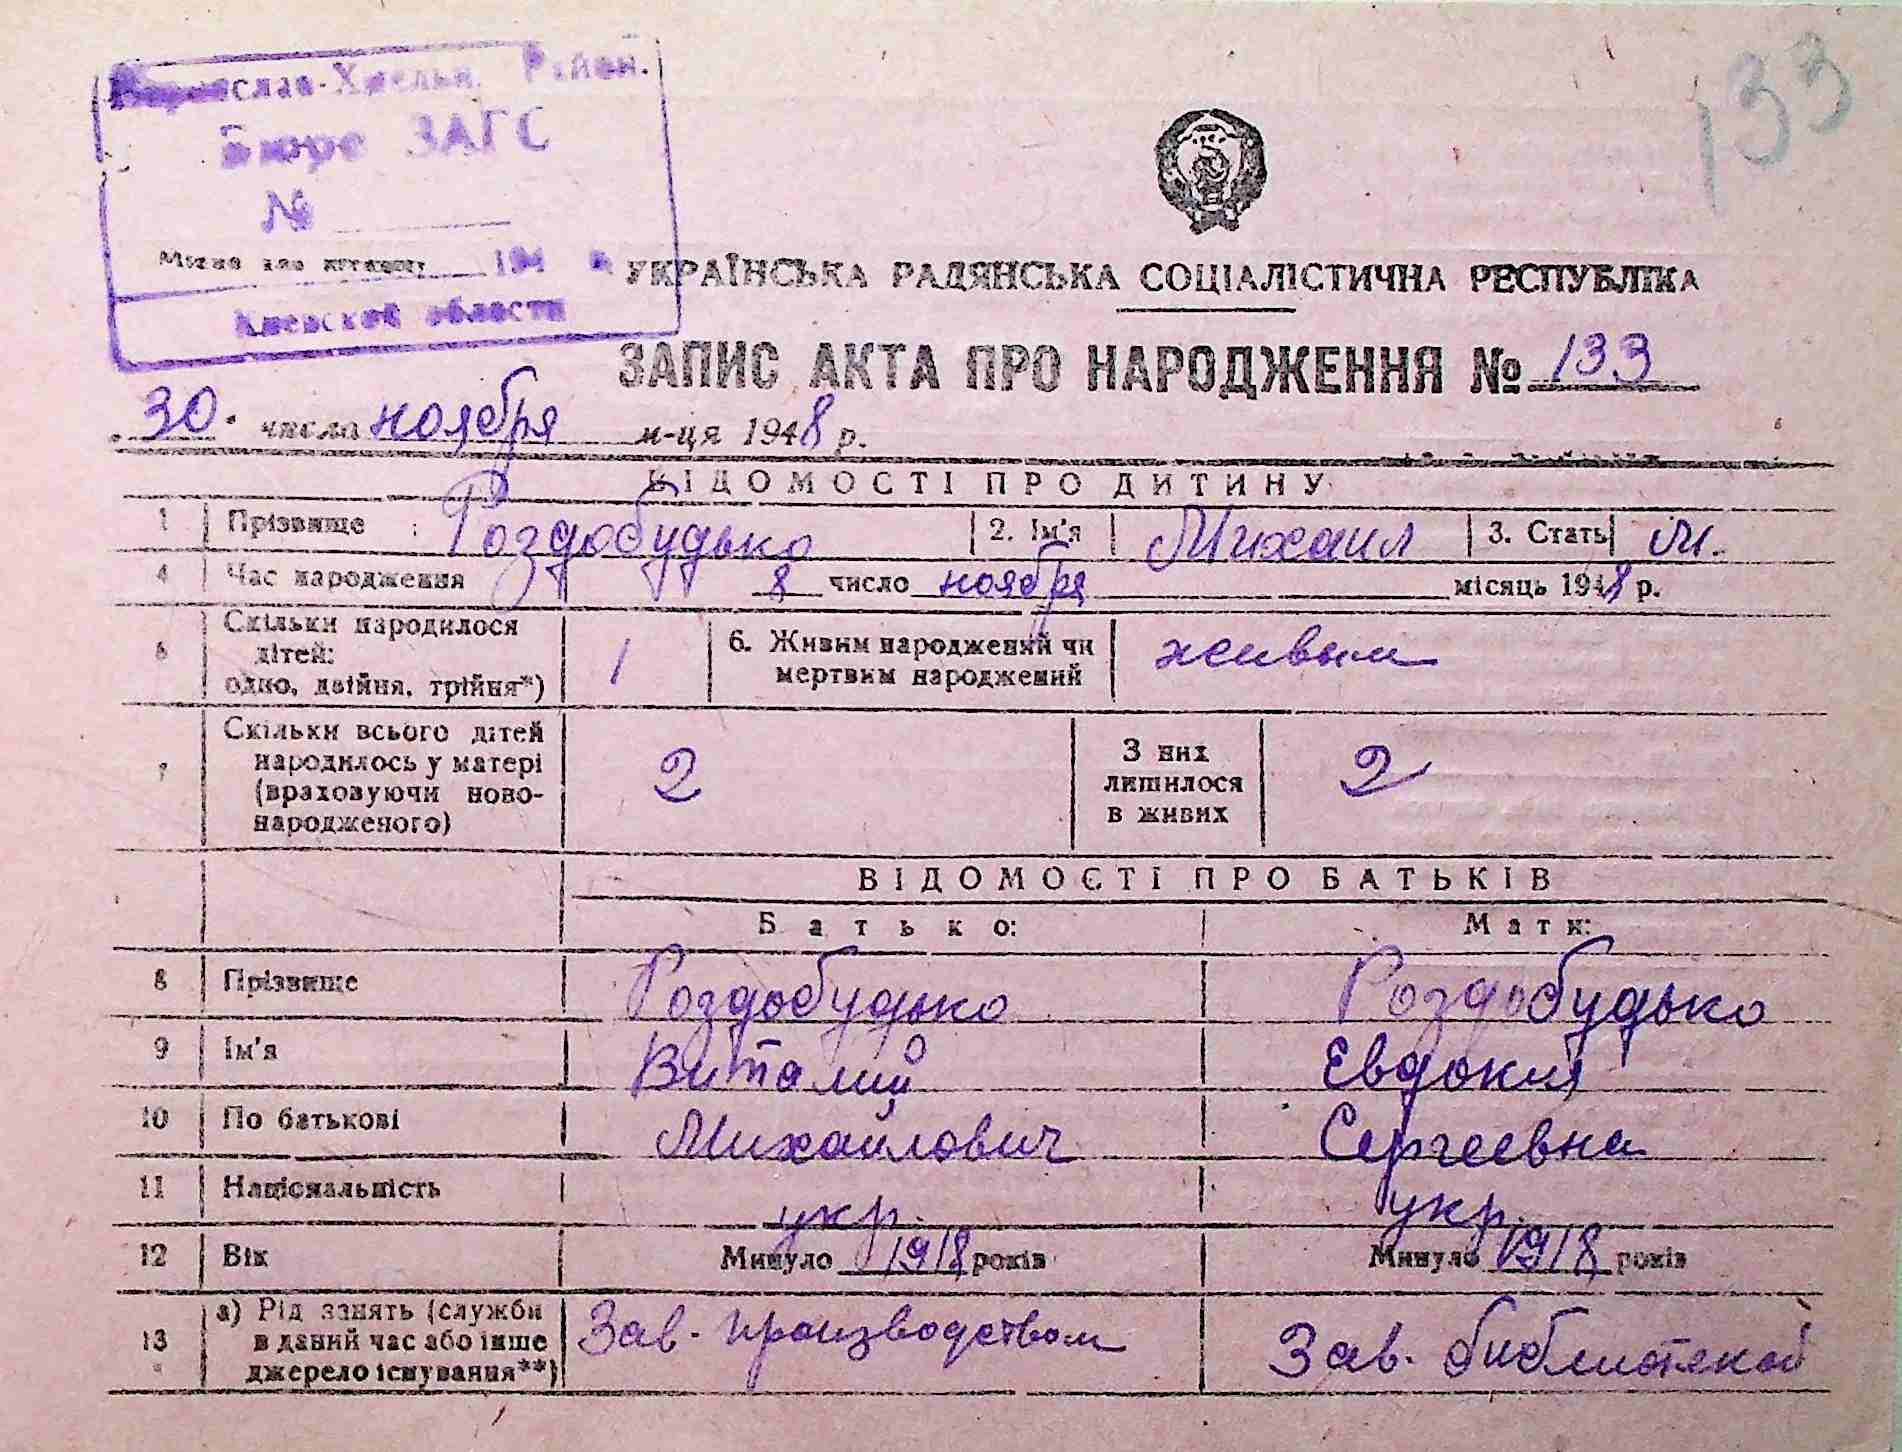 133
Переяслав-Хмельн. Район.
Бюро ЗАГС
№
194
Киевской области
УКРАЇНСЬКА РАДЯНСЬКА СОЦІАЛІСТИЧНА РЕСПУБЛІКА
ЗАПИС АКТА ПРО НАРОДЖЕННЯ № 133
30. число ноября м-ця 1948 р.
ВІДОМОСТІ ПРО ДИТИНУ
1 Прізвище Роздобудько 2. Ім'я Михаил 3. Стать м.
4 Час народження 8 число ноября місяць 1948 р.
5 Скільки народилося
дітей:
одно, двійня, трійня*) 1
6. Живим народжений чи
мертвим народжений живым
7 Скільки всього дітей
народилось у матері
(враховуючи ново-
народженого) 2
З них
лишилося
в живих 2
ВІДОМОСТІ ПРО БАТЬКІВ
Батько: Мати:
8 Прізвище Роздобудько Роздобудько
9 Ім'я Виталий Евдокия
10 По батькові Михайлович Сергеевна
11 Національність укр. укр.
12 Вік Минуло 1918 років Минуло 1918 років
13 а) Рід занять (служби
в даний час або інше
джерело існування**) Зав. производством Зав. библиотекой